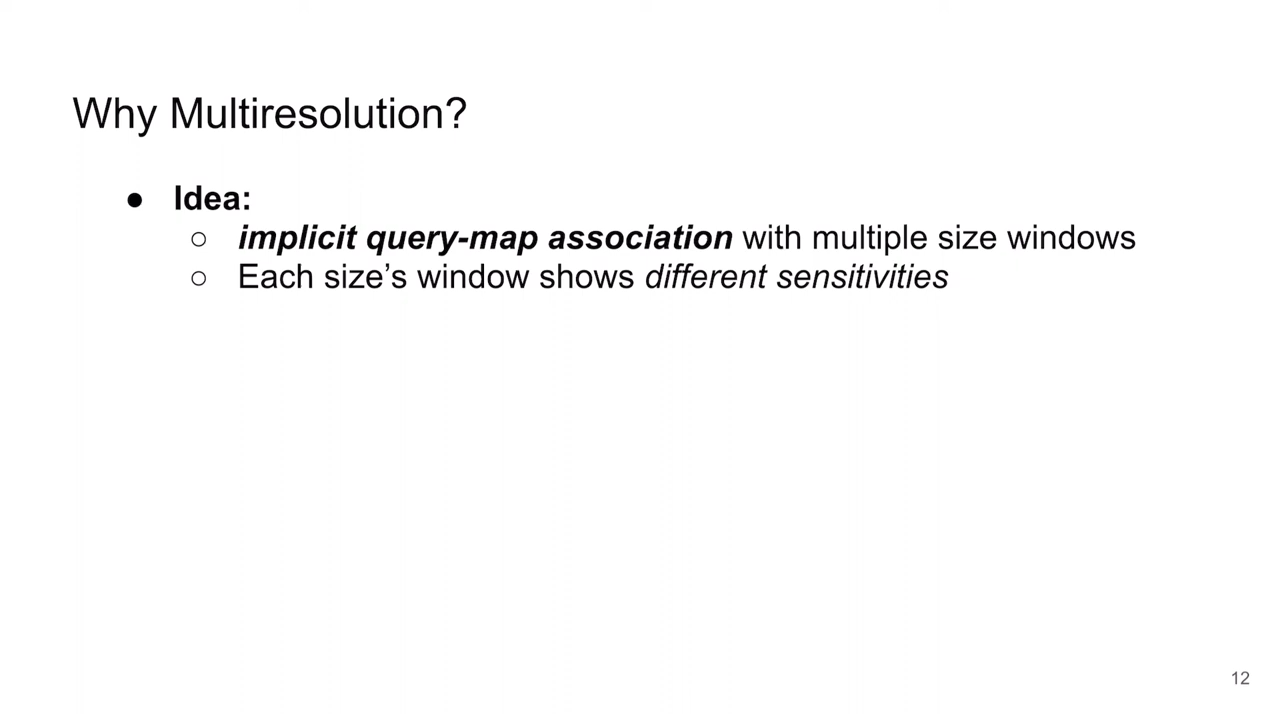 Why Multiresolution?
● Idea:
○ implicit query-map association with multiple size windows
○ Each size’s window shows different sensitivities
12